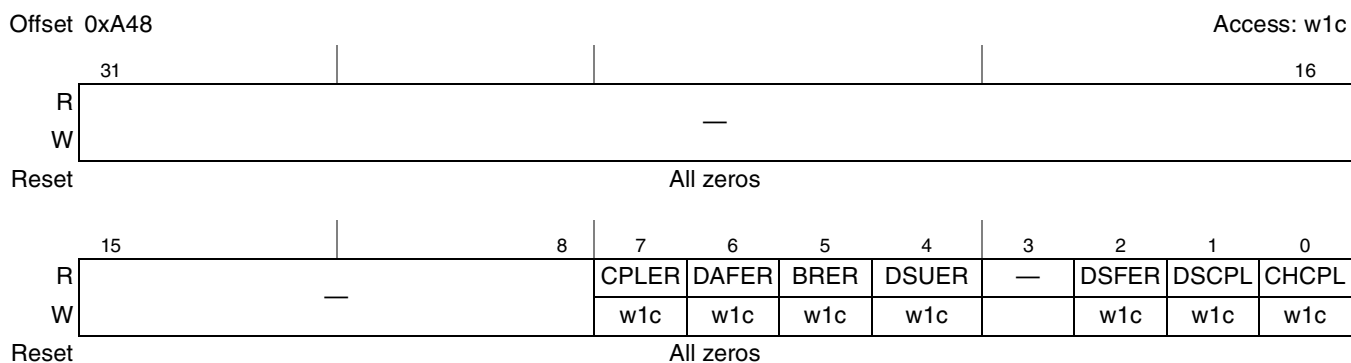 Offset 0xA48 Access: w1c
31 16
R
—
W
Reset All zeros
15 8 7 6 5 4 3 2 1 0
R — CPLER DAFER BRER DSUER — DSFER DSCPL CHCPL
W w1c w1c w1c w1c w1c w1c w1c
Reset All zeros